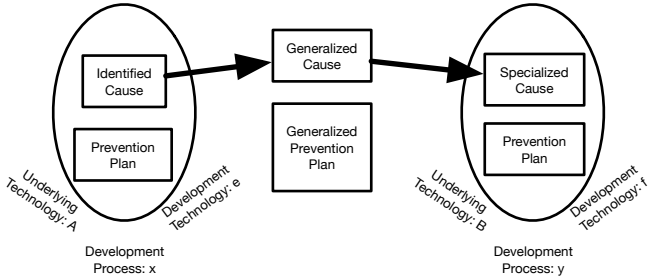 Identified
Cause
Prevention
Plan
Underlying
Technology: A
Development
Technology: e
Development
Process: x
Generalized
Cause
Generalized
Prevention
Plan
Specialized
Cause
Prevention
Plan
Underlying
Technology: B
Development
Technology: f
Development
Process: y